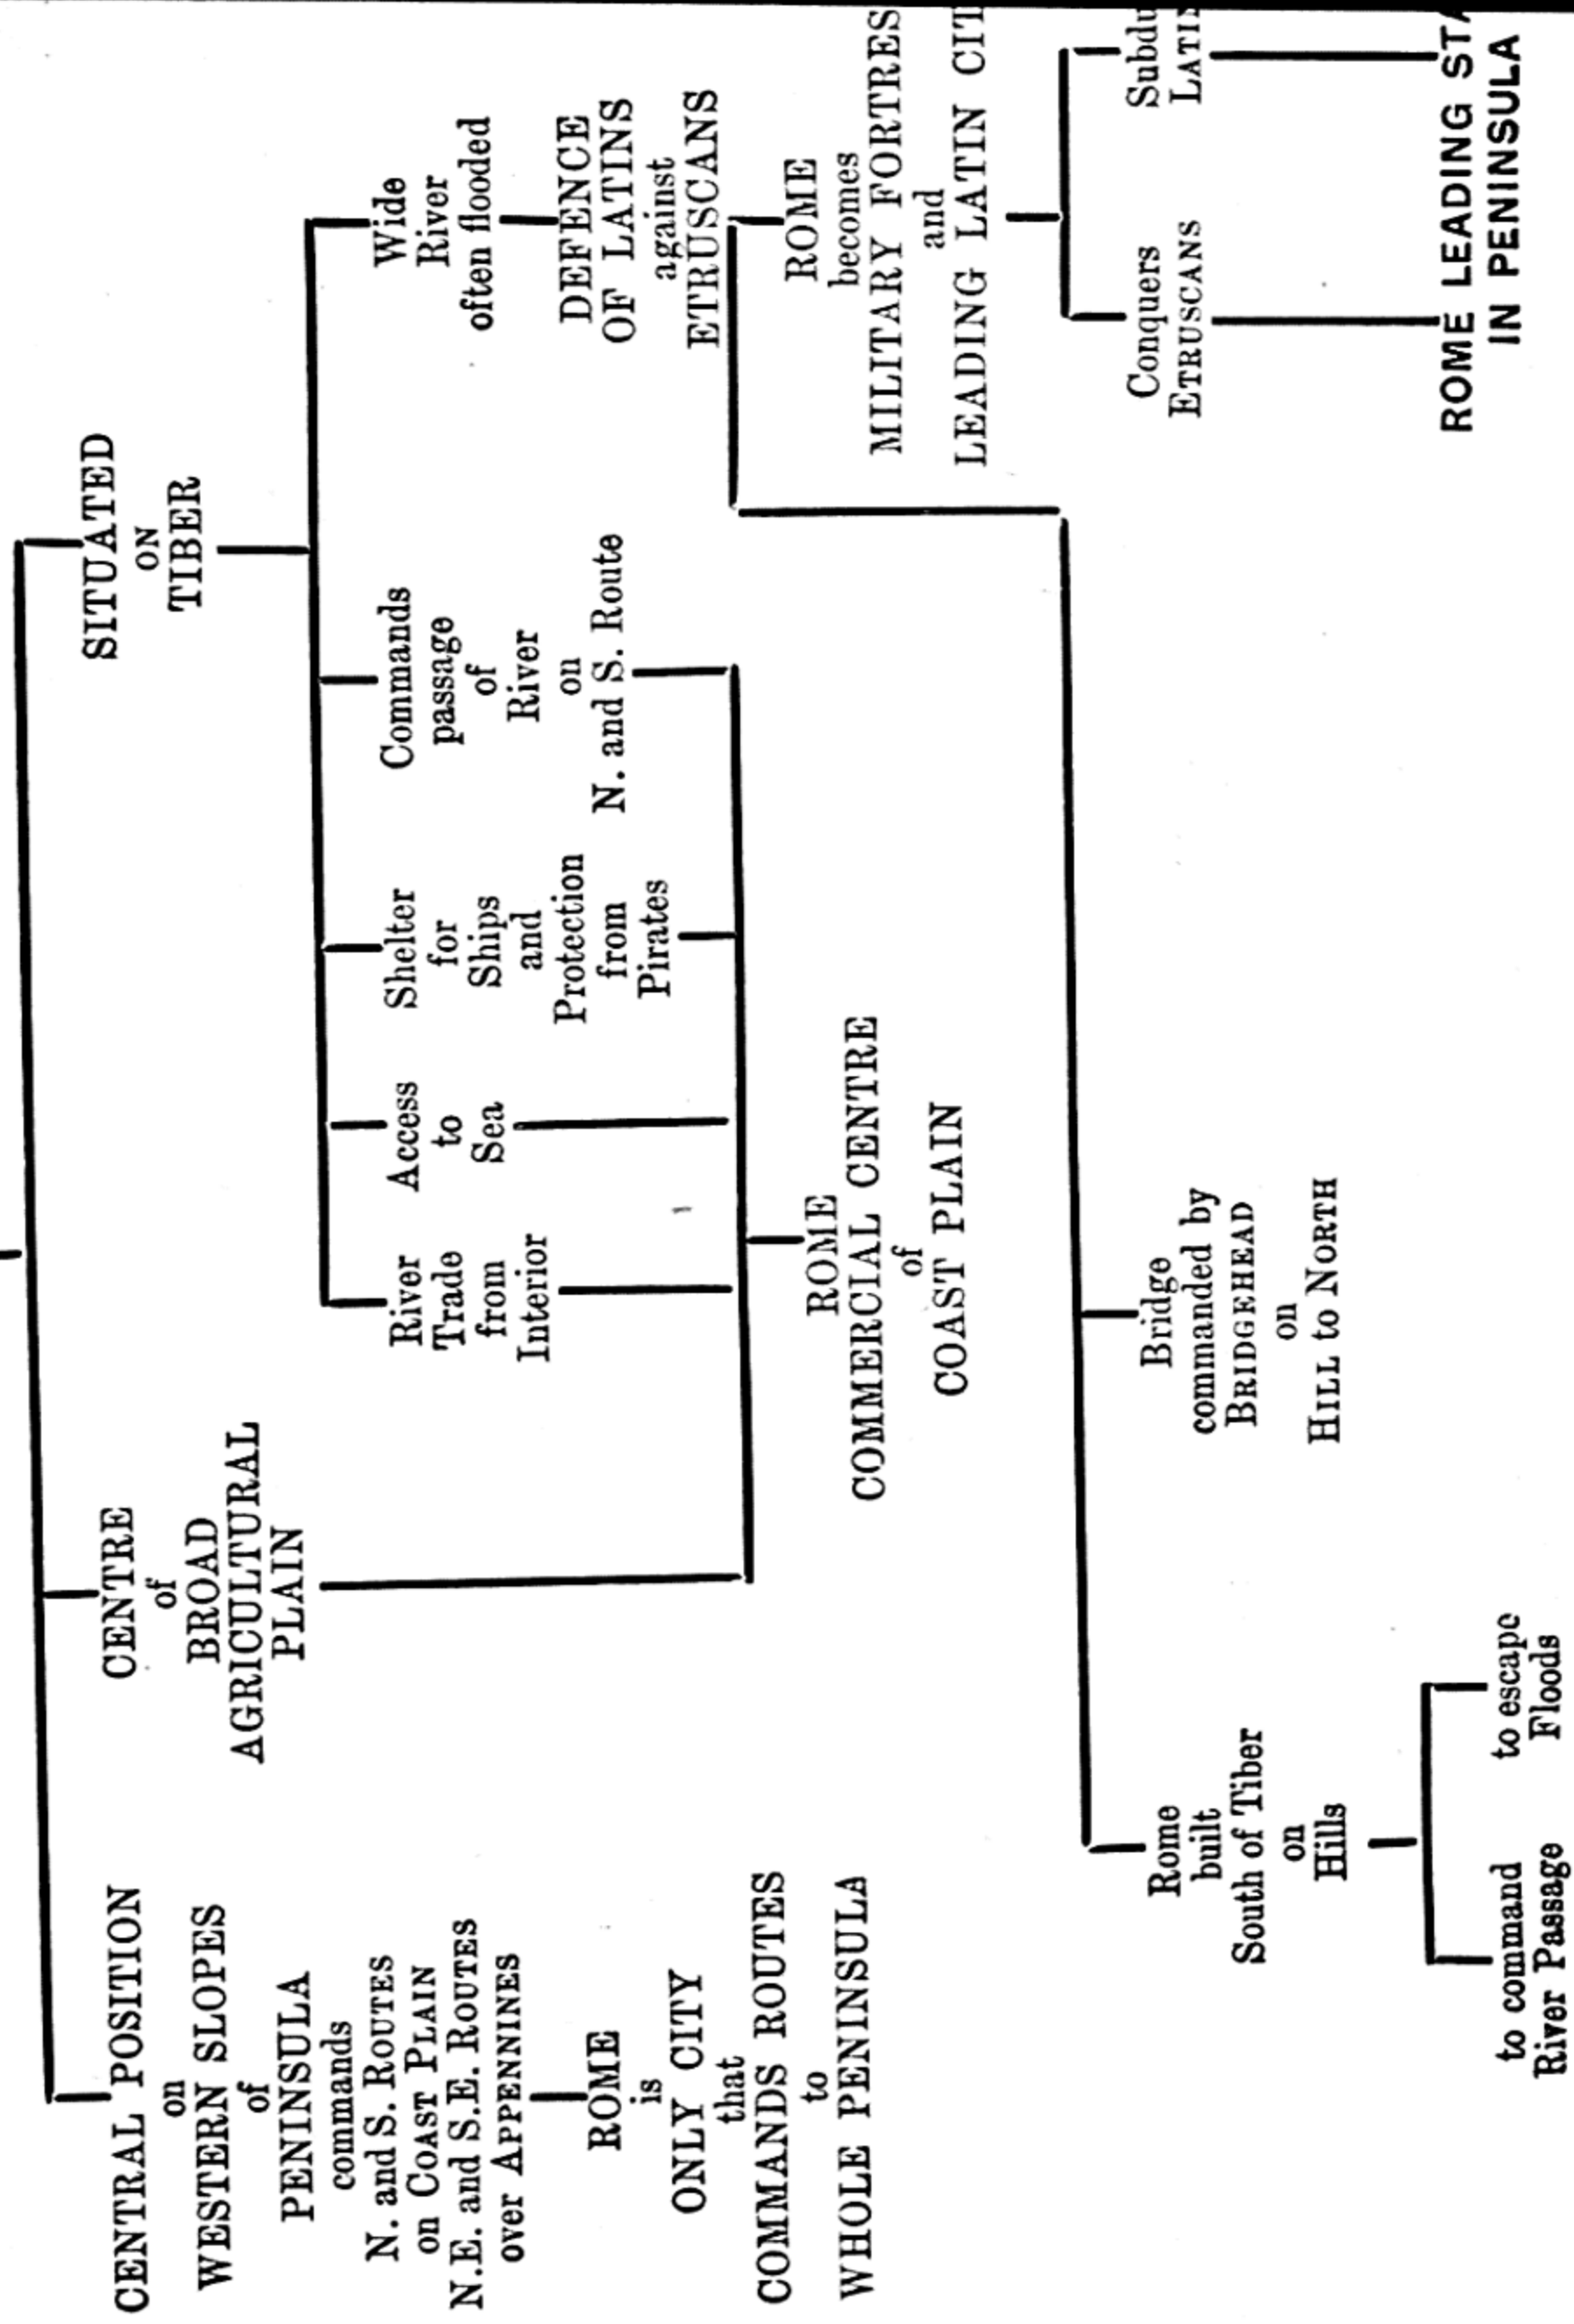 CENTRAL POSITION
on
WESTERN SLOPES
of
PENINSULA
commands
N. and S. ROUTES
on COAST PLAIN
N.E. and S.E. ROUTES
over APPENNINES
ROME
is
ONLY CITY
that
COMMANDS ROUTES
to
WHOLE PENINSULA
CENTRE
of
BROAD
AGRICULTURAL
PLAIN
SITUATED
ON
TIBER
River
Trade
from
Interior
Access
to
Sea
Shelter
for
Ships
and
Protection
from
Pirates
Commands
passage
of
River
on
N. and S. Route
Wide
River
often flooded
DEFENCE
OF LATINS
against
ETRUSCANS
ROME
COMMERCIAL CENTRE
of
COAST PLAIN
ROME
becomes
MILITARY FORTRES
and
LEADING LATIN CIT
Conquers
ETRUSCANS
Subdu
LATIN
ROME LEADING STA
IN PENINSULA
Rome
built
South of Tiber
on
Hills
to command
River Passage
to escape
Floods
Bridge
commanded by
BRIDGEHEAD
on
HILL to NORTH